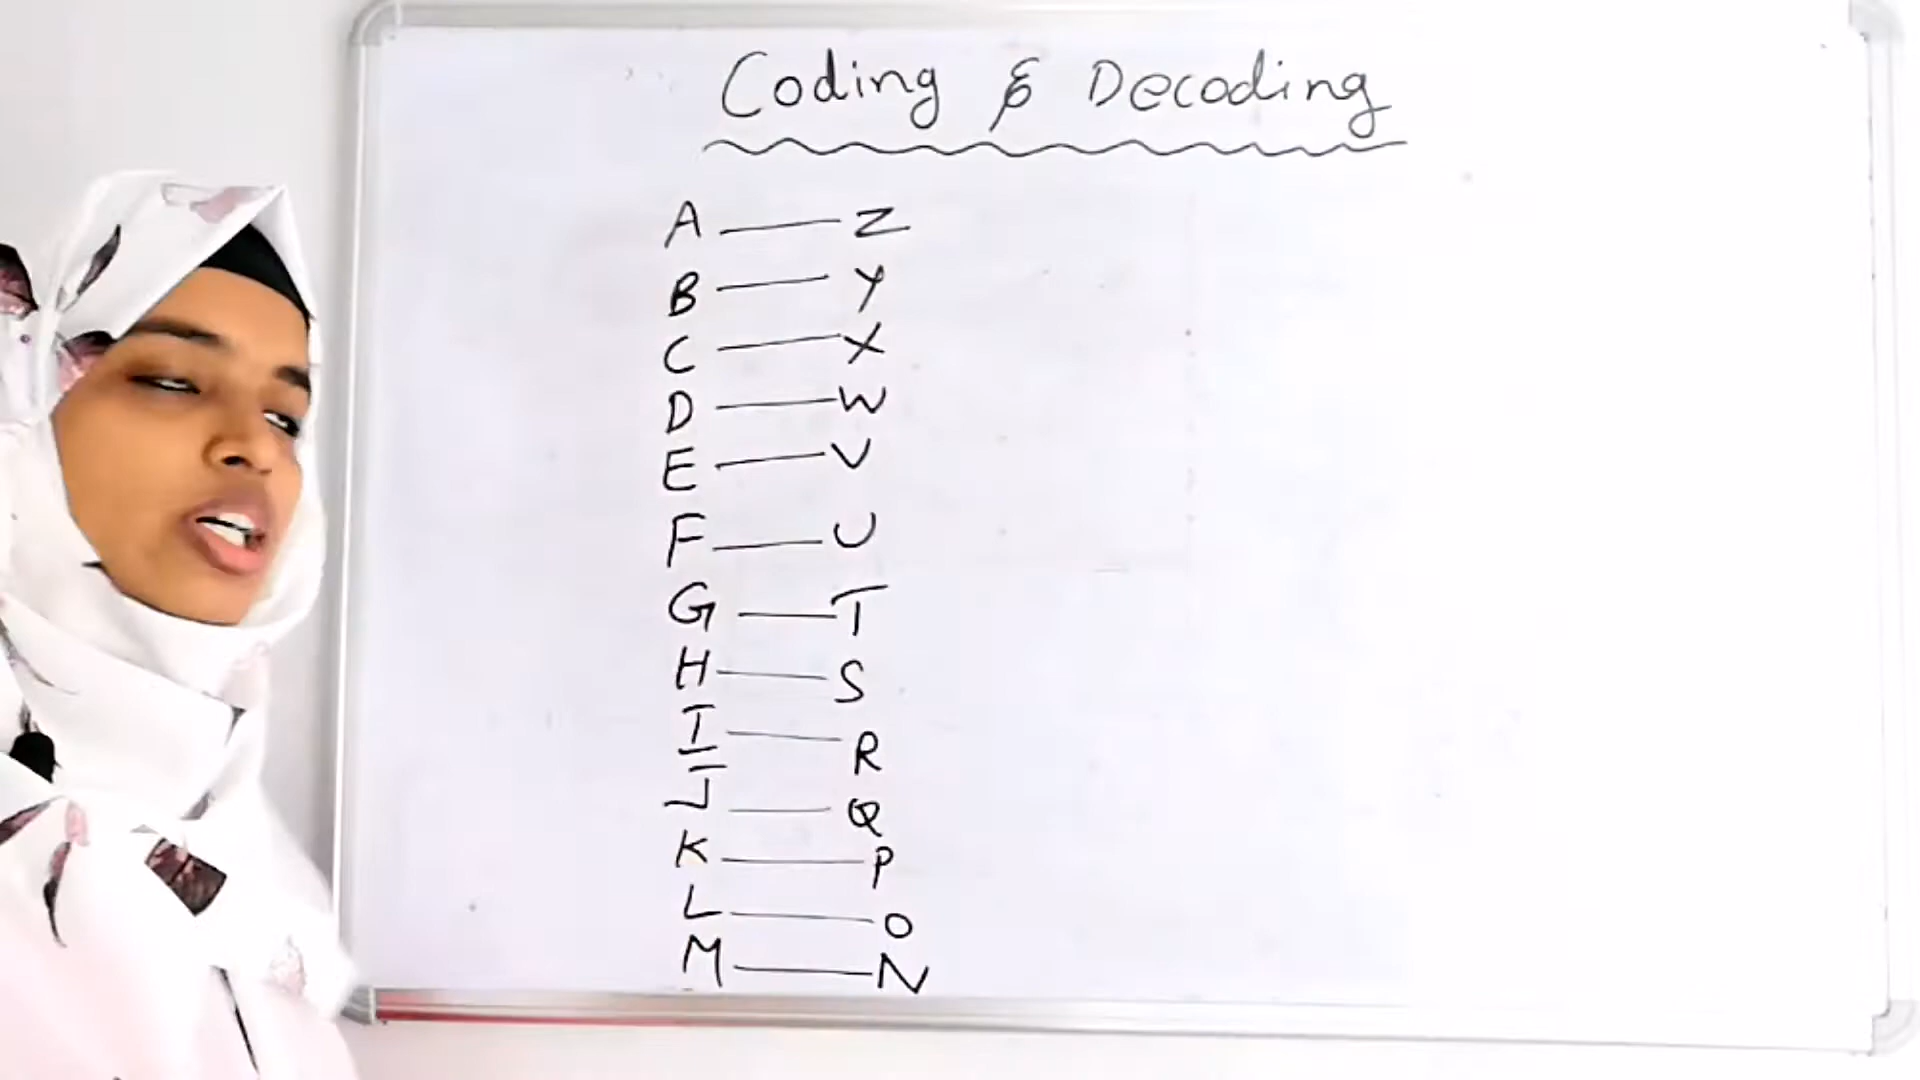 Coding & Decoding
A — Z
B — Y
C — X
D — W
E — V
F — U
G — T
H — S
I — R
J — Q
K — P
L — O
M — N